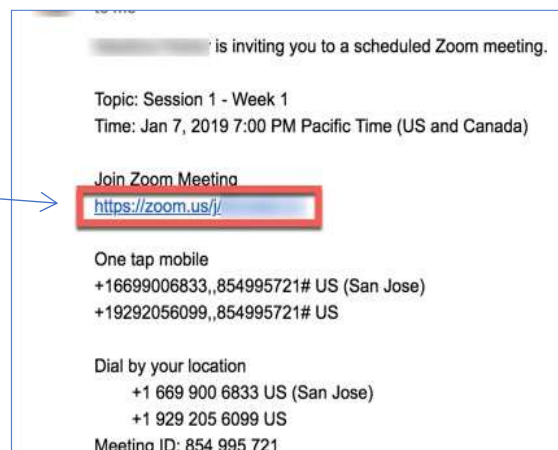 is inviting you to a scheduled Zoom meeting.
Topic: Session 1 - Week 1
Time: Jan 7, 2019 7:00 PM Pacific Time (US and Canada)
Join Zoom Meeting
https://zoom.us/j/
One tap mobile
+16699006833,,854995721# US (San Jose)
+19292056099,,854995721# US
Dial by your location
+1 669 900 6833 US (San Jose)
+1 929 205 6099 US
Meeting ID: 854 995 721